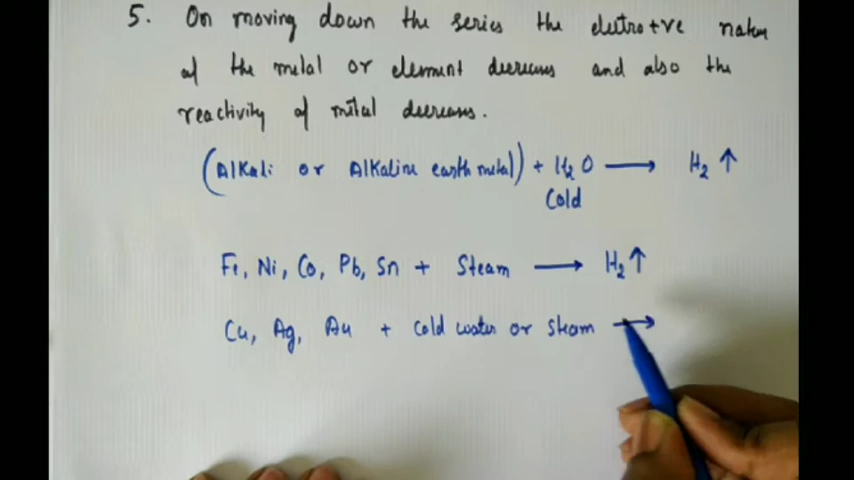 5. On moving down the series the electro+ve nature
of the metal or element decreases and also the
reactivity of metal decreases.
(Alkali or Alkaline earth metal) + H₂O ⟶ H₂ ↑
Cold
Fe, Ni, Co, Pb, Sn + Steam ⟶ H₂ ↑
Cu, Ag, Au + Cold water or steam ⟶